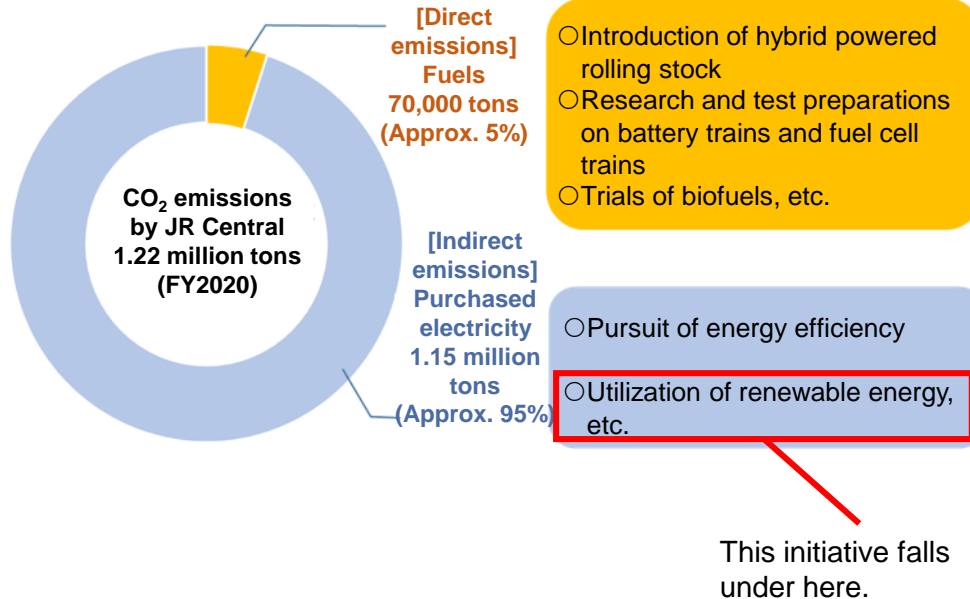 [Direct
emissions]
Fuels
70,000 tons
(Approx. 5%)
○Introduction of hybrid powered
rolling stock
○Research and test preparations
on battery trains and fuel cell
trains
○Trials of biofuels, etc.
CO₂ emissions
by JR Central
1.22 million tons
(FY2020)
[Indirect
emissions]
Purchased
electricity
1.15 million
tons
(Approx. 95%)
○Pursuit of energy efficiency
○Utilization of renewable energy,
etc.
This initiative falls
under here.